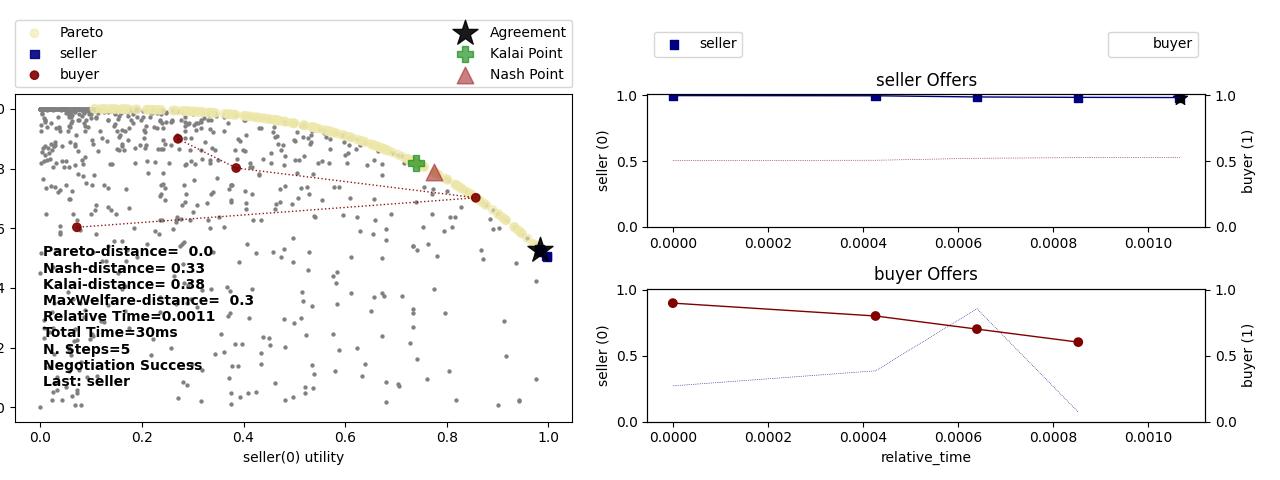 Pareto
seller
buyer
Agreement
Kalai Point
Nash Point
Pareto-distance= 0.0
Nash-distance= 0.33
Kalai-distance= 0.38
MaxWelfare-distance= 0.3
Relative Time=0.0011
Total Time=30ms
N. Steps=5
Negotiation Success
Last: seller
0.0 0.2 0.4 0.6 0.8 1.0
seller(0) utility
seller
buyer
seller Offers
seller (0)
1.0
0.5
0.0
1.0
0.5
0.0
buyer (1)
0.0000 0.0002 0.0004 0.0006 0.0008 0.0010
buyer Offers
seller (0)
1.0
0.5
0.0
1.0
0.5
0.0
buyer (1)
0.0000 0.0002 0.0004 0.0006 0.0008 0.0010
relative_time